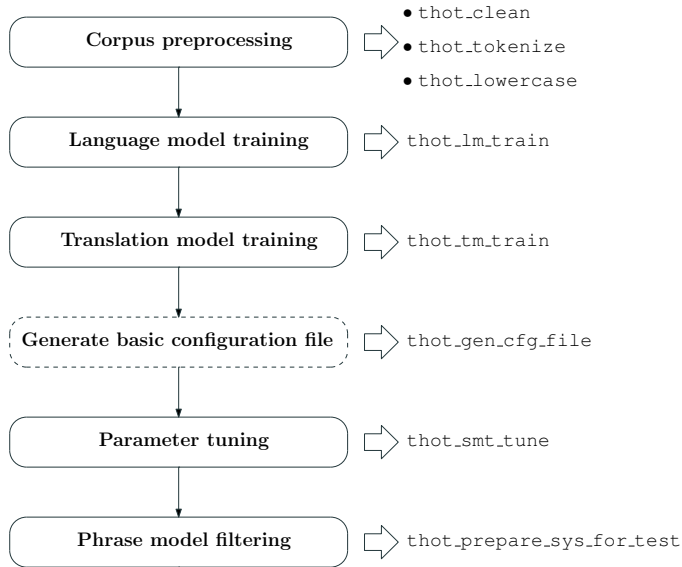 • thot_clean
Corpus preprocessing
• thot_tokenize
• thot_lowercase
Language model training
thot_lm_train
Translation model training
thot_tm_train
Generate basic configuration file
thot_gen_cfg_file
Parameter tuning
thot_smt_tune
Phrase model filtering
thot_prepare_sys_for_test